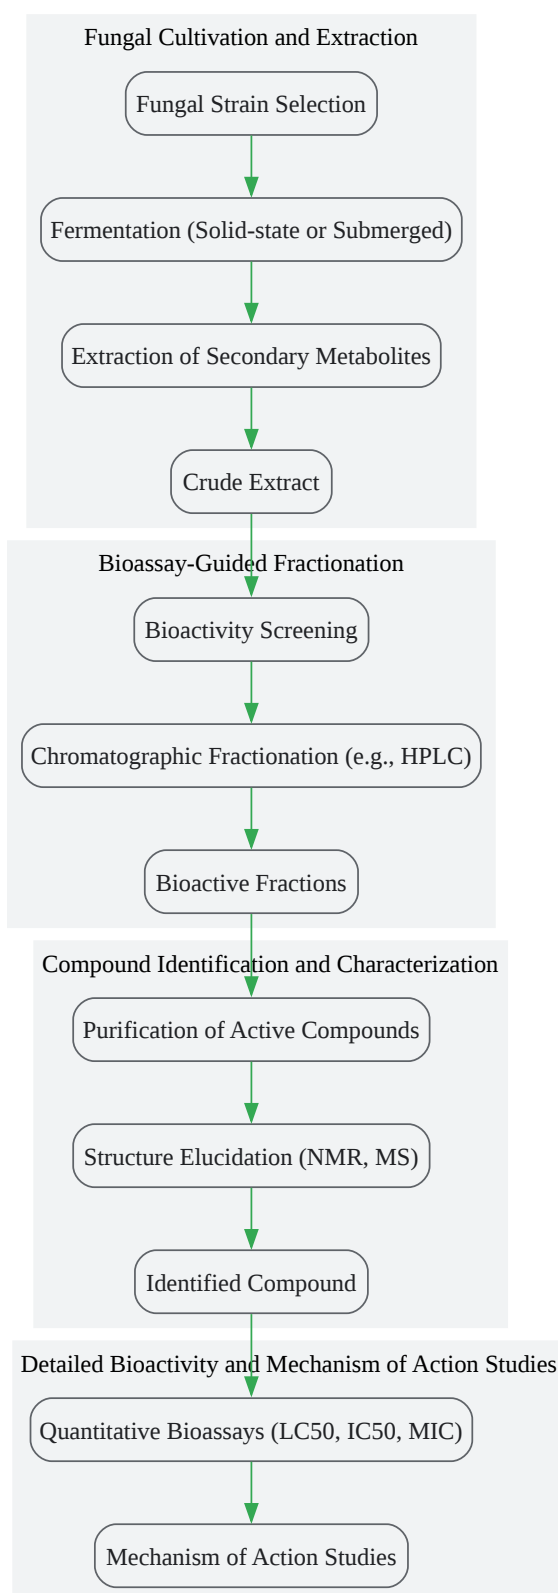 Fungal Cultivation and Extraction
Fungal Strain Selection
Fermentation (Solid-state or Submerged)
Extraction of Secondary Metabolites
Crude Extract
Bioassay-Guided Fractionation
Bioactivity Screening
Chromatographic Fractionation (e.g., HPLC)
Bioactive Fractions
Compound Identification and Characterization
Purification of Active Compounds
Structure Elucidation (NMR, MS)
Identified Compound
Detailed Bioactivity and Mechanism of Action Studies
Quantitative Bioassays (LC50, IC50, MIC)
Mechanism of Action Studies